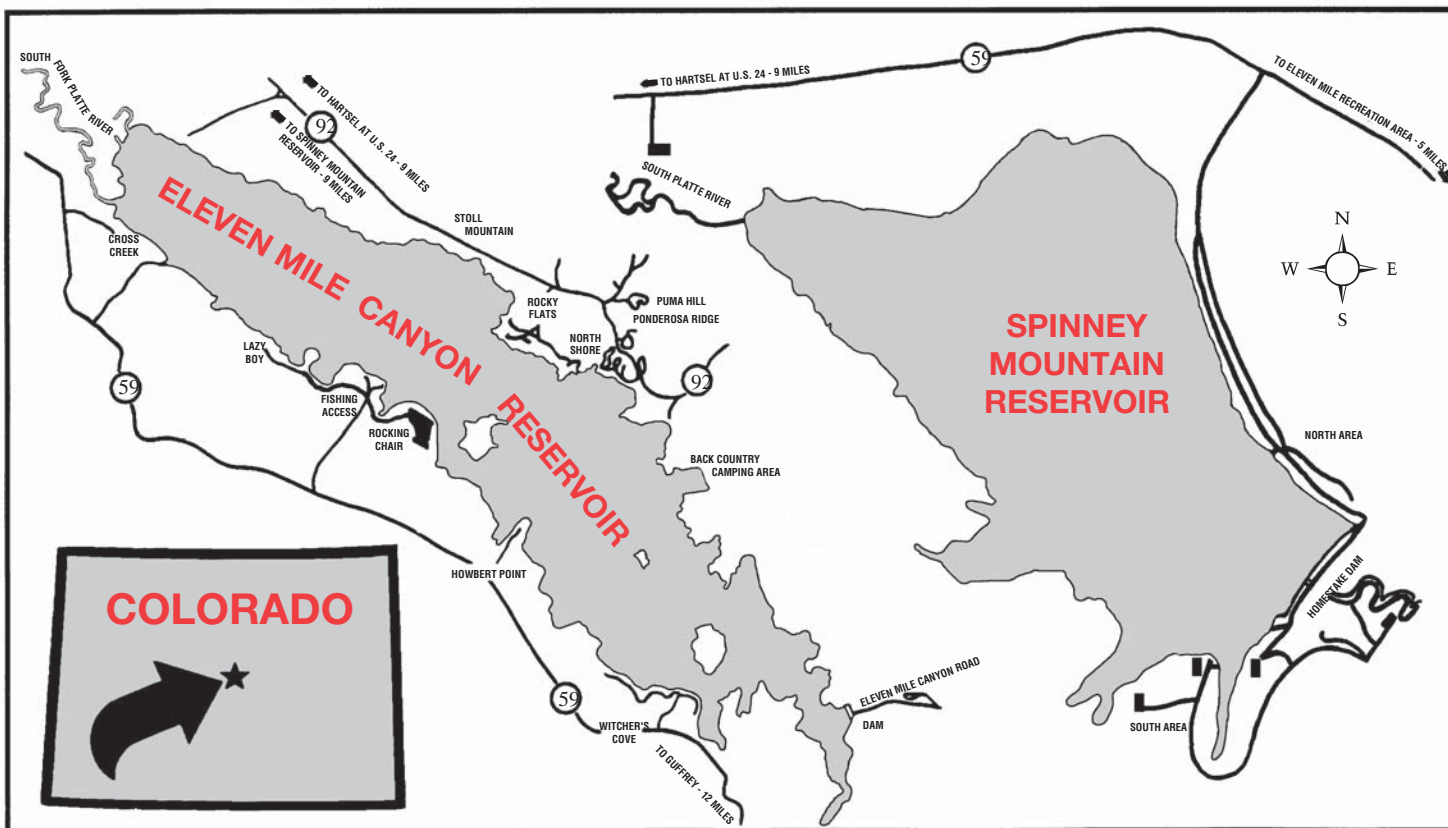 SOUTH
FORK PLATTE RIVER
TO HARTSEL AT U.S. 24 - 9 MILES
92
TO SPINNEY MOUNTAIN
RESERVOIR - 9 MILES
ELEVEN MILE CANYON RESERVOIR
STOLL
MOUNTAIN
CROSS
CREEK
ROCKY
FLATS
PUMA HILL
PONDEROSA RIDGE
NORTH
SHORE
92
LAZY
BOY
59
FISHING
ACCESS
ROCKING
CHAIR
BACK COUNTRY
CAMPING AREA
HOWBERT POINT
59
WITCHER'S
COVE
TO GUFFREY - 12 MILES
ELEVEN MILE CANYON ROAD
DAM
COLORADO
TO HARTSEL AT U.S. 24 - 9 MILES
59
TO ELEVEN MILE RECREATION AREA - 5 MILES
SOUTH PLATTE RIVER
N
W
E
S
SPINNEY
MOUNTAIN
RESERVOIR
NORTH AREA
HOMESTAKE DAM
SOUTH AREA